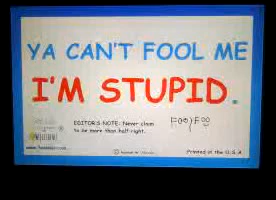 YA CAN'T FOOL ME
I'M STUPID.
EDITOR'S NOTE: Never claim
to be more than half-right.
Printed in the U.S.A